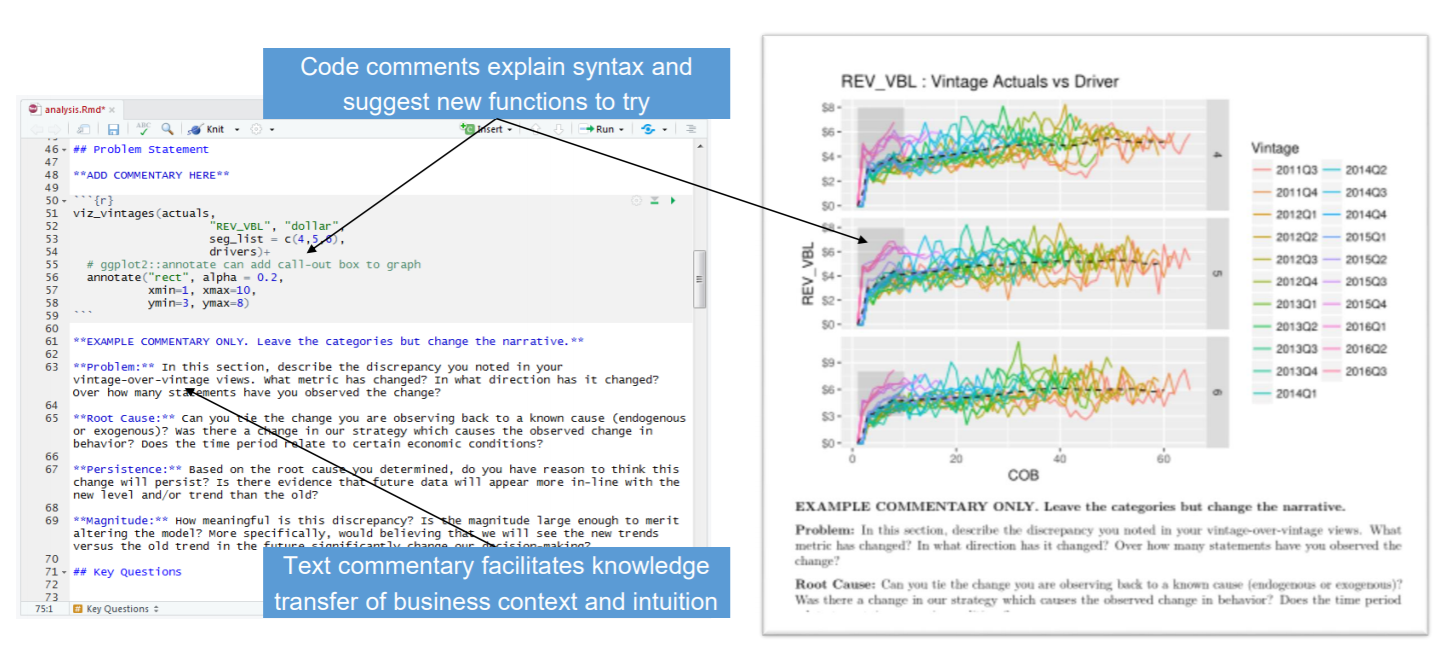 Code comments explain syntax and
suggest new functions to try
analysis.Rmd* ×
ABC
Knit
Insert
Run
46 ## Problem Statement
47
48 **ADD COMMENTARY HERE**
49
50 ```{r}
51 viz_vintages(actuals,
52 "REV_VBL", "dollar",
53 seg_list = c(4,5,6),
54 drivers)+
55 # ggplot2::annotate can add call-out box to graph
56 annotate("rect", alpha = 0.2,
57 xmin=1, xmax=10,
58 ymin=3, ymax=8)
59 ```
60
61 **EXAMPLE COMMENTARY ONLY. Leave the categories but change the narrative.**
62
63 **Problem:** In this section, describe the discrepancy you noted in your
vintage-over-vintage views. What metric has changed? In what direction has it changed?
Over how many statements have you observed the change?
64
65 **Root Cause:** Can you tie the change you are observing back to a known cause (endogenous
or exogenous)? Was there a change in our strategy which causes the observed change in
behavior? Does the time period relate to certain economic conditions?
66
67 **Persistence:** Based on the root cause you determined, do you have reason to think this
change will persist? Is there evidence that future data will appear more in-line with the
new level and/or trend than the old?
68
69 **Magnitude:** How meaningful is this discrepancy? Is the magnitude large enough to merit
altering the model? More specifically, would believing that we will see the new trends
versus the old trend in the future significantly change our decision-making?
70
71 ## Key Questions
72
73
75:1 # Key Questions
Text commentary facilitates knowledge
transfer of business context and intuition
REV_VBL : Vintage Actuals vs Driver
$8
$6
$4
$2
$0
4
$8
$6
$4
$2
$0
5
$9
$6
$3
$0
6
REV_VBL
0 20 40 60
COB
Vintage
2011Q3 2014Q2
2011Q4 2014Q3
2012Q1 2014Q4
2012Q2 2015Q1
2012Q3 2015Q2
2012Q4 2015Q3
2013Q1 2015Q4
2013Q2 2016Q1
2013Q3 2016Q2
2013Q4 2016Q3
2014Q1
EXAMPLE COMMENTARY ONLY. Leave the categories but change the narrative.
Problem: In this section, describe the discrepancy you noted in your vintage-over-vintage views. What
metric has changed? In what direction has it changed? Over how many statements have you observed the
change?
Root Cause: Can you tie the change you are observing back to a known cause (endogenous or exogenous)?
Was there a change in our strategy which causes the observed change in behavior? Does the time period